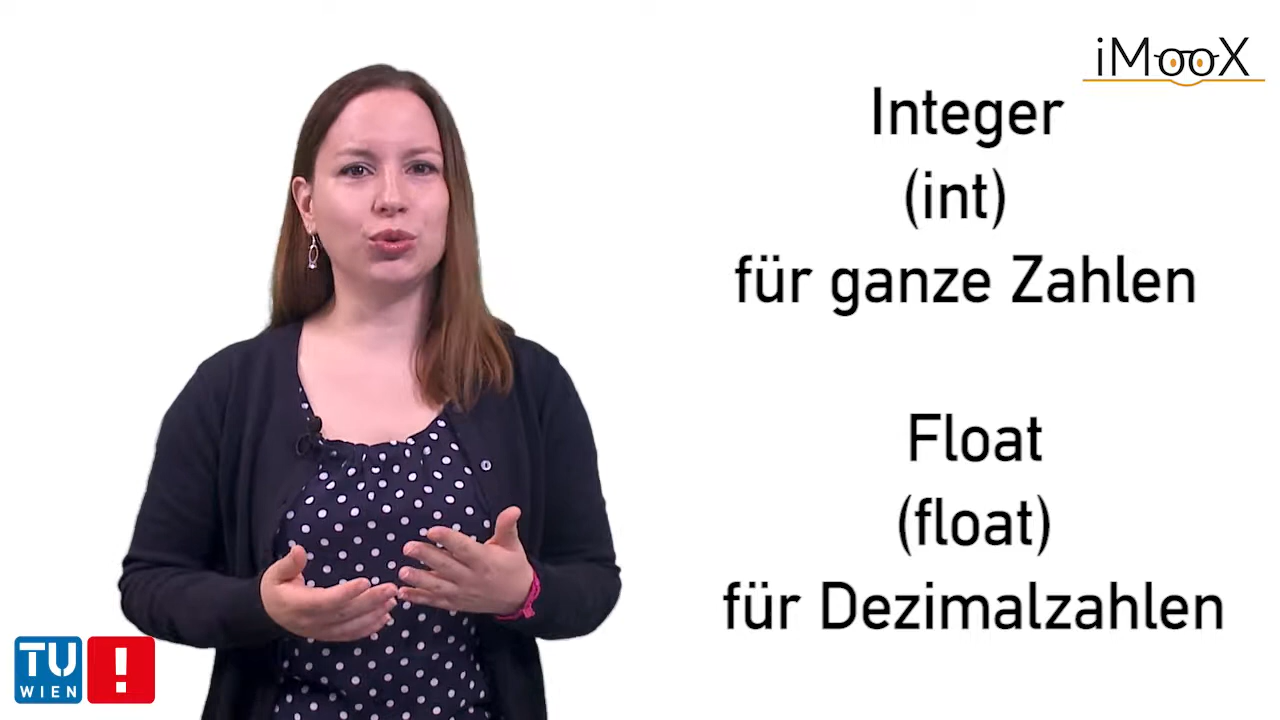 iMooX
Integer
(int)
für ganze Zahlen
Float
(float)
für Dezimalzahlen
TU
WIEN
!